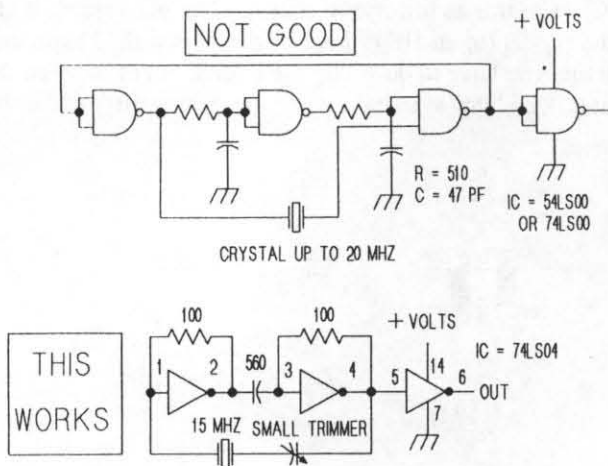 NOT GOOD
+ VOLTS
R = 510
C = 47 PF
IC = 54LS00
OR 74LS00
CRYSTAL UP TO 20 MHZ
100
100
+ VOLTS
IC = 74LS04
THIS
WORKS
1
2
560
3
4
5
14
6
OUT
7
15 MHZ
SMALL TRIMMER